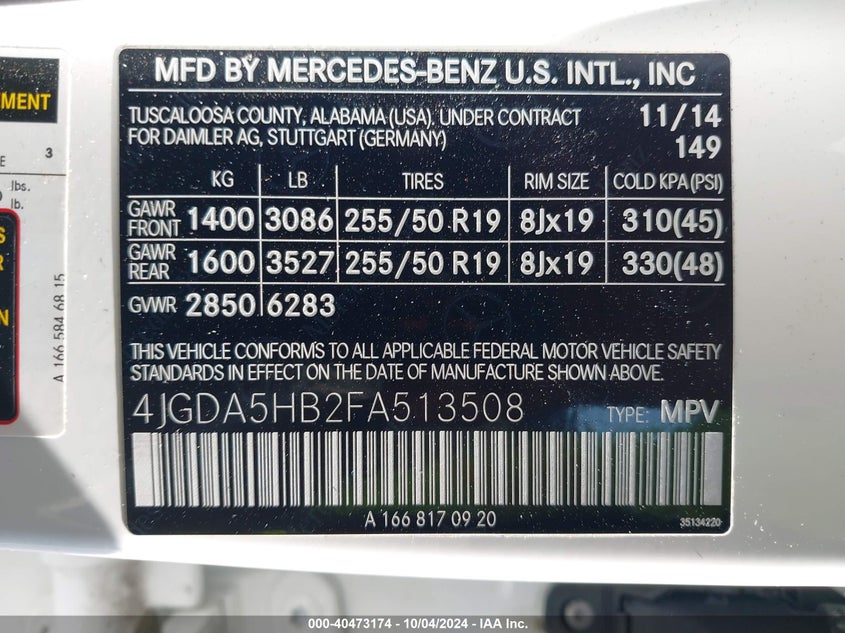 MENT
E 3
lbs.
lb.
S
R
N
A 166 584 68 15
MFD BY MERCEDES-BENZ U.S. INTL., INC
TUSCALOOSA COUNTY, ALABAMA (USA). UNDER CONTRACT 11/14
FOR DAIMLER AG, STUTTGART (GERMANY) 149
KG LB TIRES RIM SIZE COLD KPA(PSI)
GAWR FRONT 1400 3086 255/50 R19 8Jx19 310(45)
GAWR REAR 1600 3527 255/50 R19 8Jx19 330(48)
GVWR 2850 6283
THIS VEHICLE CONFORMS TO ALL APPLICABLE FEDERAL MOTOR VEHICLE SAFETY
STANDARDS IN EFFECT ON THE DATE OF MANUFACTURE SHOWN ABOVE.
4JGDA5HB2FA513508 TYPE: MPV
A 166 817 09 20
35134220
000-40473174 - 10/04/2024 - IAA Inc.